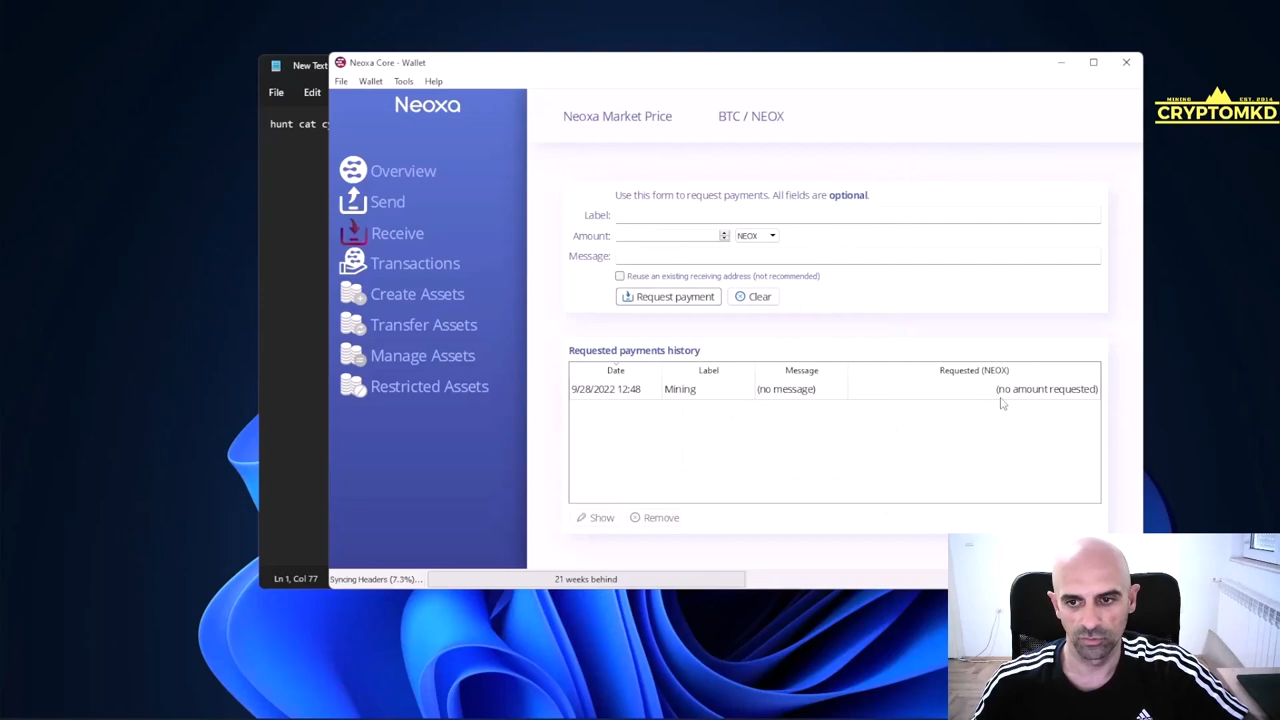 Neoxa Core - Wallet
New Text
File Wallet Tools Help
File Edit
hunt cat
Neoxa
Neoxa Market Price BTC / NEOX
MINING EST. 2014
CRYPTOMKD
Overview
Send
Receive
Transactions
Create Assets
Transfer Assets
Manage Assets
Restricted Assets
Use this form to request payments. All fields are optional.
Label:
Amount: NEOX
Message:
Reuse an existing receiving address (not recommended)
Request payment Clear
Requested payments history
Date Label Message Requested (NEOX)
9/28/2022 12:48 Mining (no message) (no amount requested)
Show Remove
Ln 1, Col 77
Syncing Headers (7.3%)... 21 weeks behind